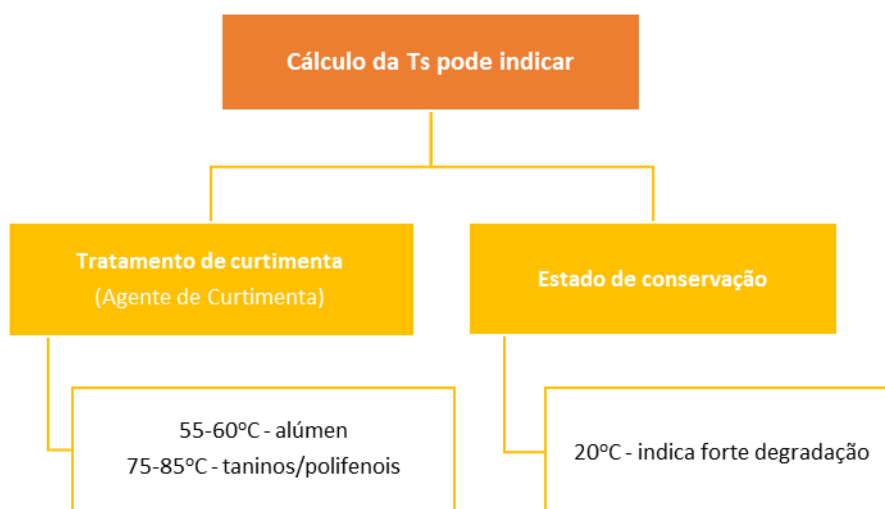 Cálculo da Ts pode indicar
Tratamento de curtimenta
(Agente de Curtimenta)
Estado de conservação
55-60ºC - alúmen
75-85ºC - taninos/polifenois
20ºC - indica forte degradação